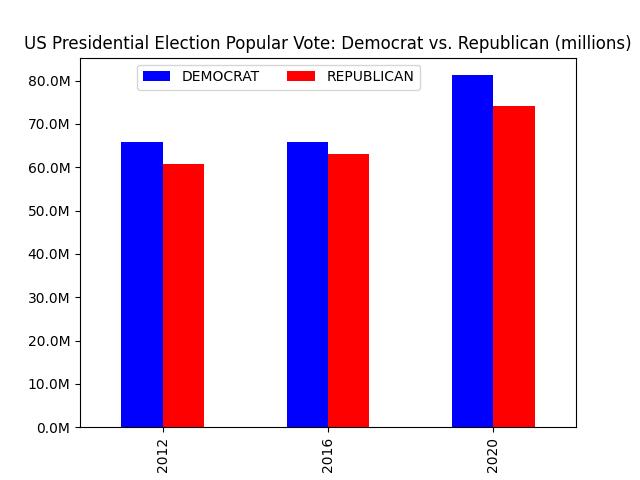 US Presidential Election Popular Vote: Democrat vs. Republican (millions)
DEMOCRAT
REPUBLICAN
80.0M
70.0M
60.0M
50.0M
40.0M
30.0M
20.0M
10.0M
0.0M
2012
2016
2020